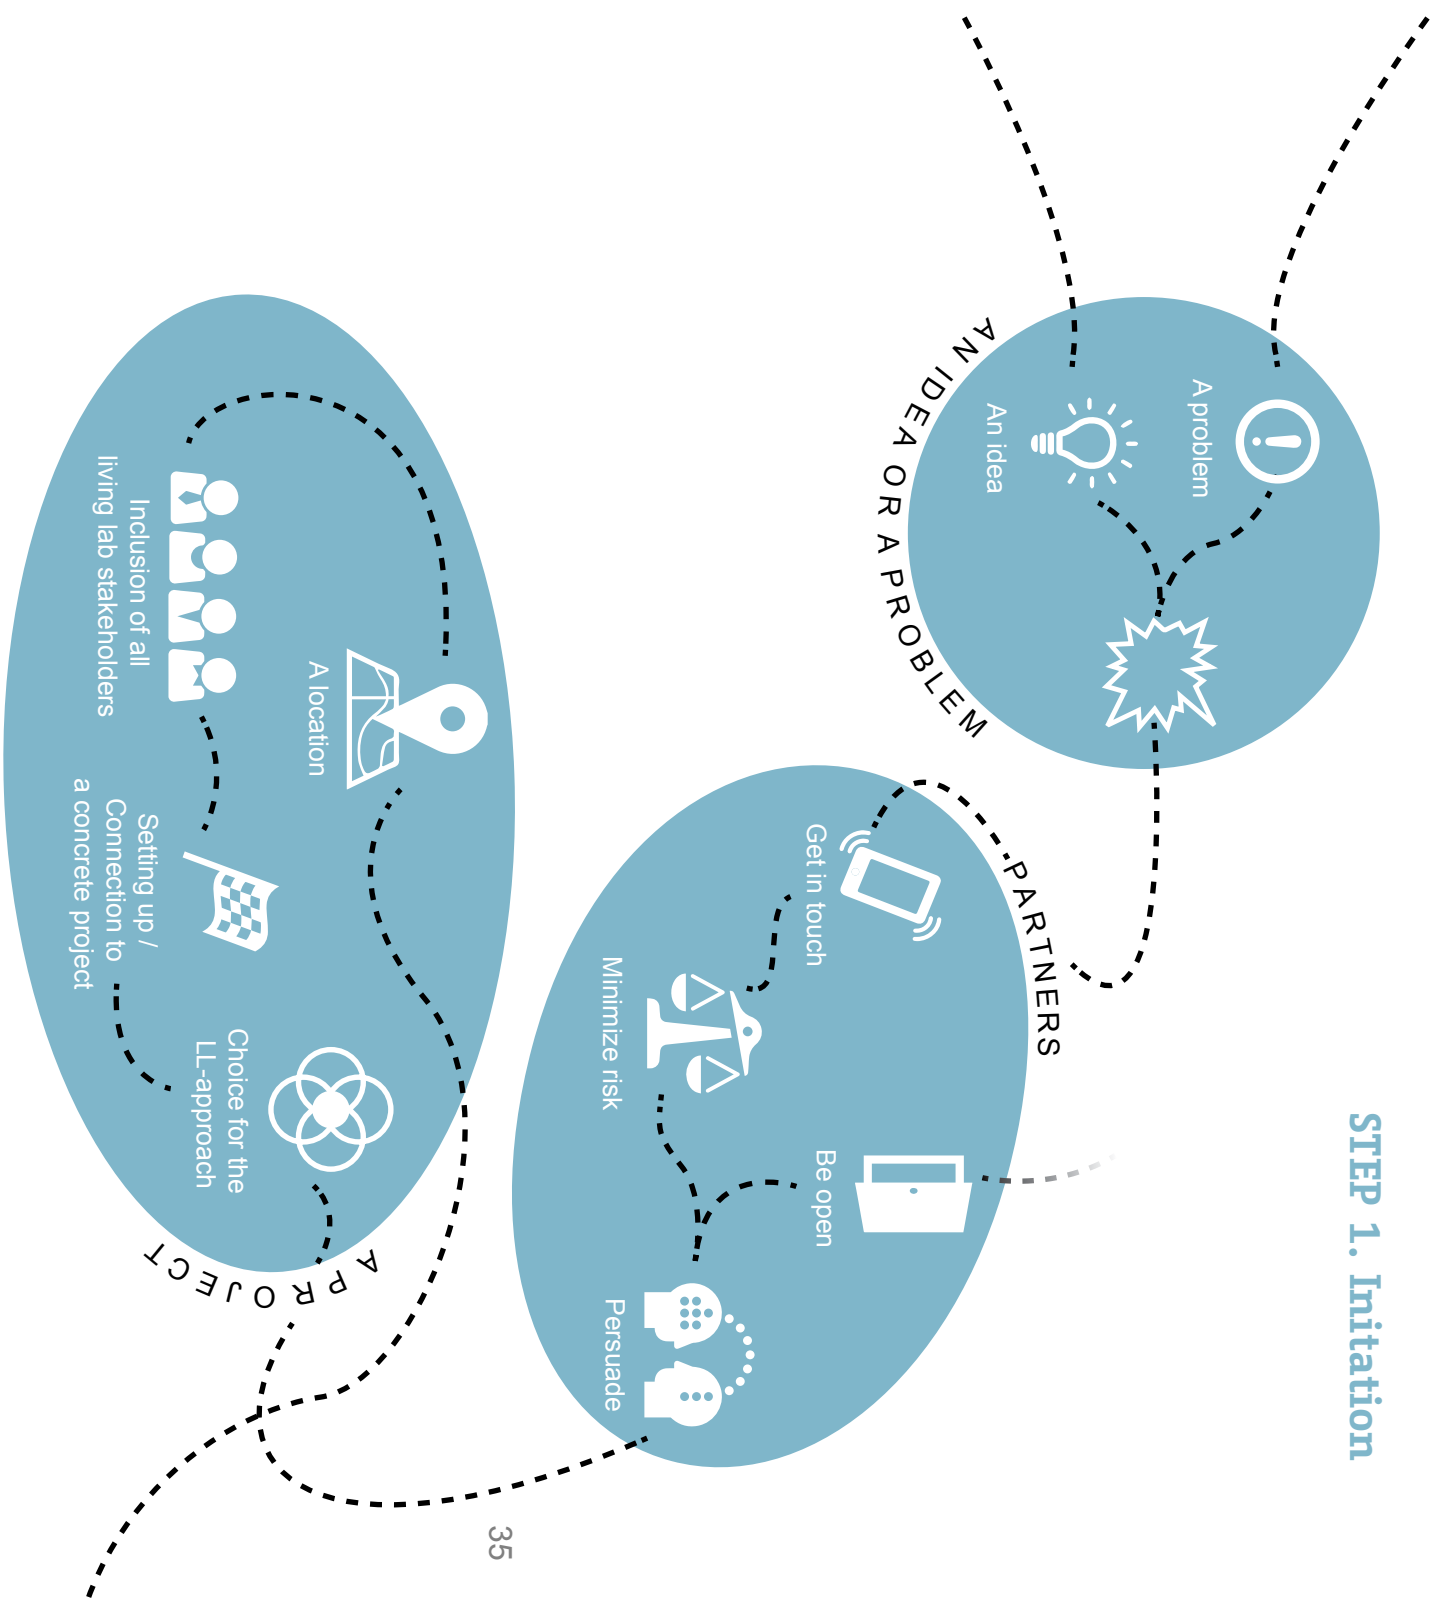 STEP 1. Initation
A problem
An idea
AN IDEA OR A PROBLEM
PARTNERS
Get in touch
Minimize risk
Be open
Persuade
A PROJECT
Choice for the
LL-approach
Setting up /
Connection to
a concrete project
Inclusion of all
living lab stakeholders
A location
35